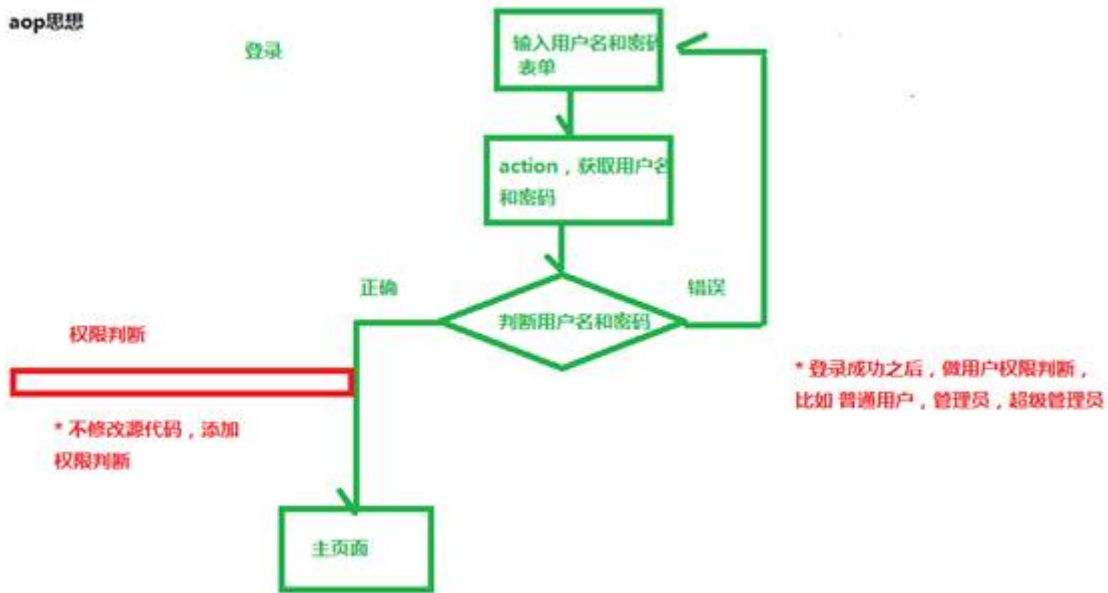 aop思想
登录
输入用户名和密码
表单
action，获取用户名
和密码
正确
错误
判断用户名和密码
权限判断
* 登录成功之后，做用户权限判断，
比如 普通用户，管理员，超级管理员
* 不修改源代码，添加
权限判断
主页面